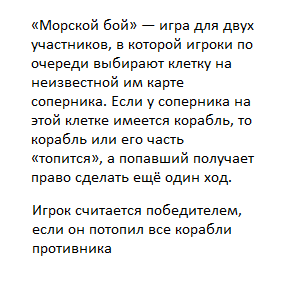 «Морской бой» — игра для двух
участников, в которой игроки по
очереди выбирают клетку на
неизвестной им карте
соперника. Если у соперника на
этой клетке имеется корабль, то
корабль или его часть
«топится», а попавший получает
право сделать ещё один ход.
Игрок считается победителем,
если он потопил все корабли
противника